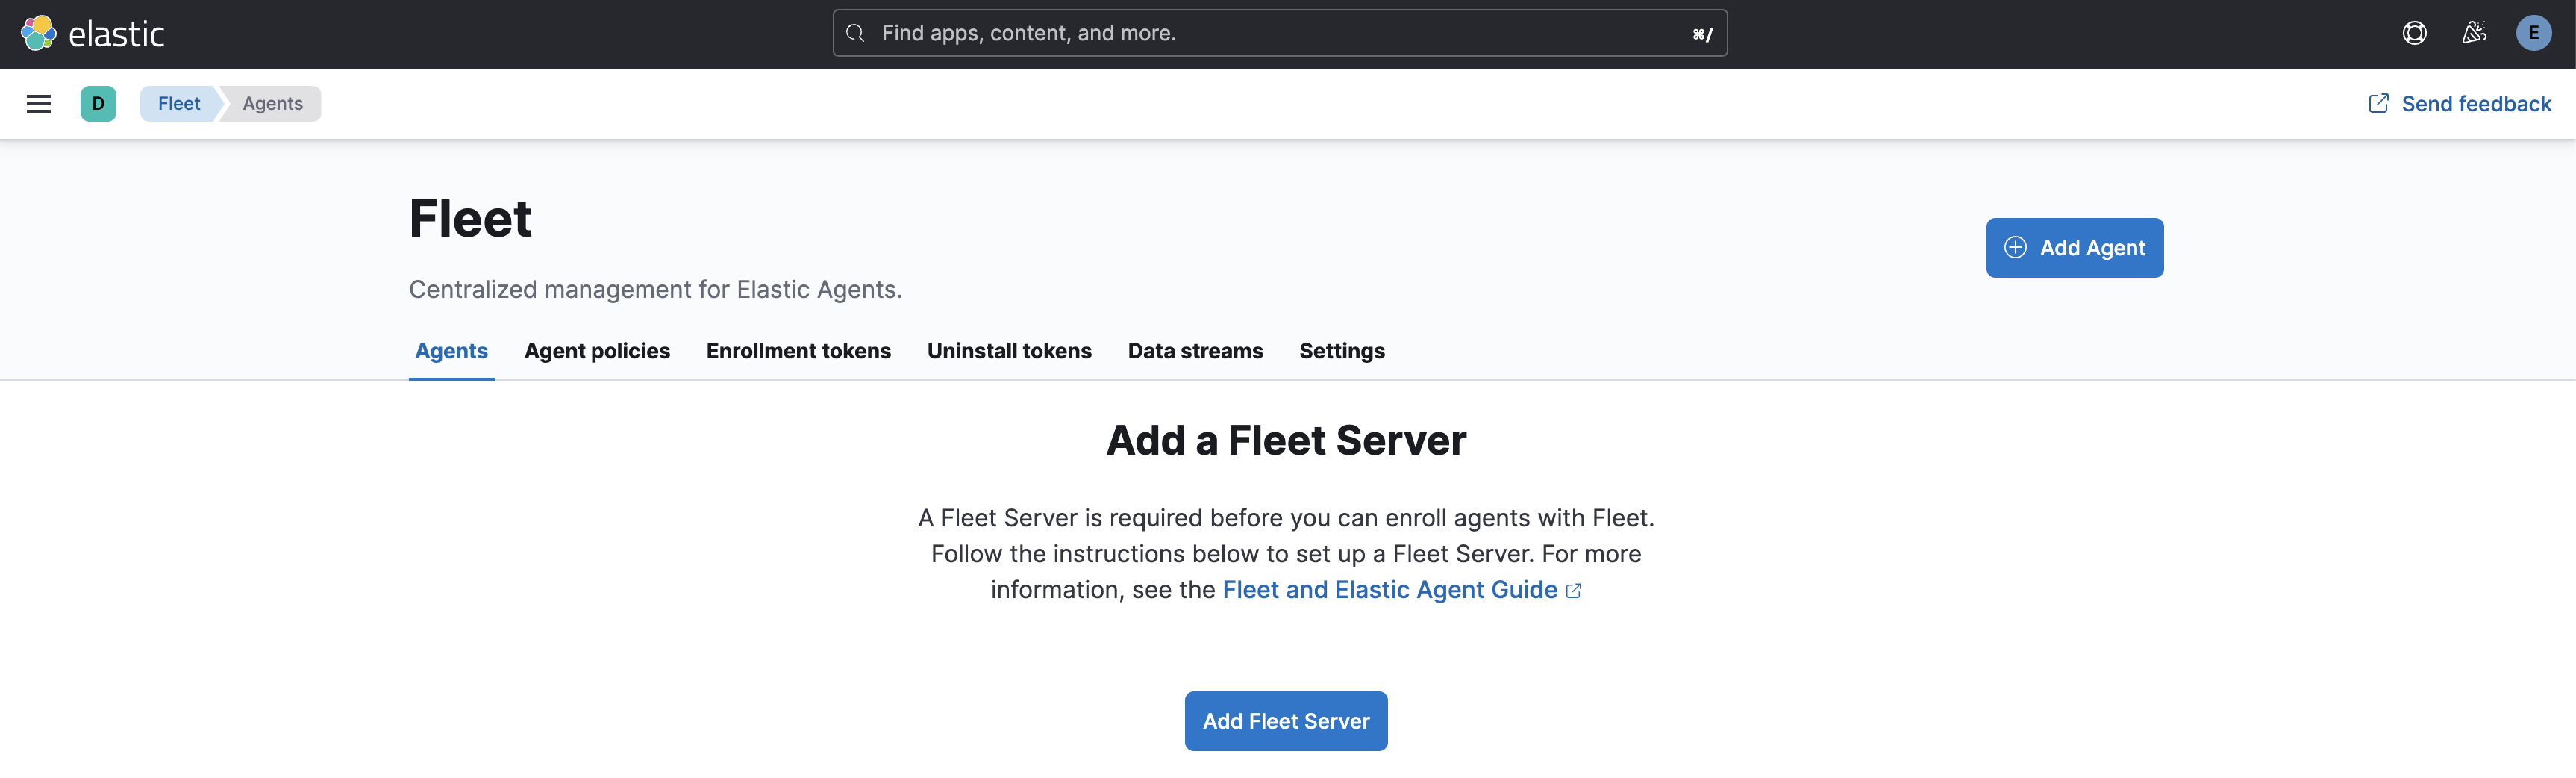 elastic
Find apps, content, and more.
⌘/
E
D
Fleet
Agents
Send feedback
Fleet
Add Agent
Centralized management for Elastic Agents.
Agents
Agent policies
Enrollment tokens
Uninstall tokens
Data streams
Settings
Add a Fleet Server
A Fleet Server is required before you can enroll agents with Fleet.
Follow the instructions below to set up a Fleet Server. For more
information, see the Fleet and Elastic Agent Guide
Add Fleet Server